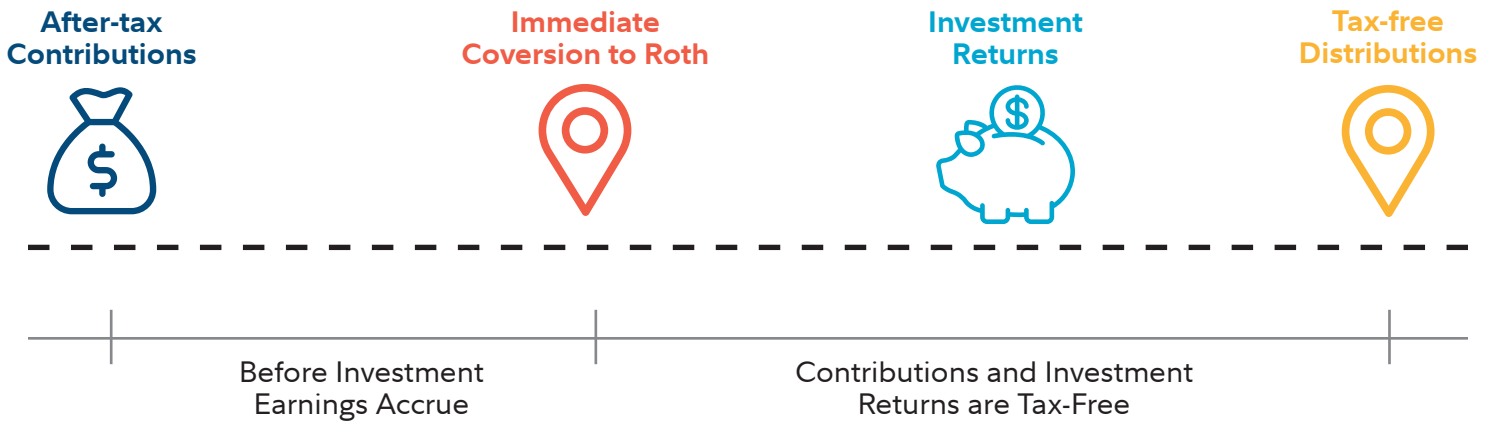 After-tax
Contributions
Immediate
Coversion to Roth
Investment
Returns
Tax-free
Distributions
$
$
Before Investment
Earnings Accrue
Contributions and Investment
Returns are Tax-Free